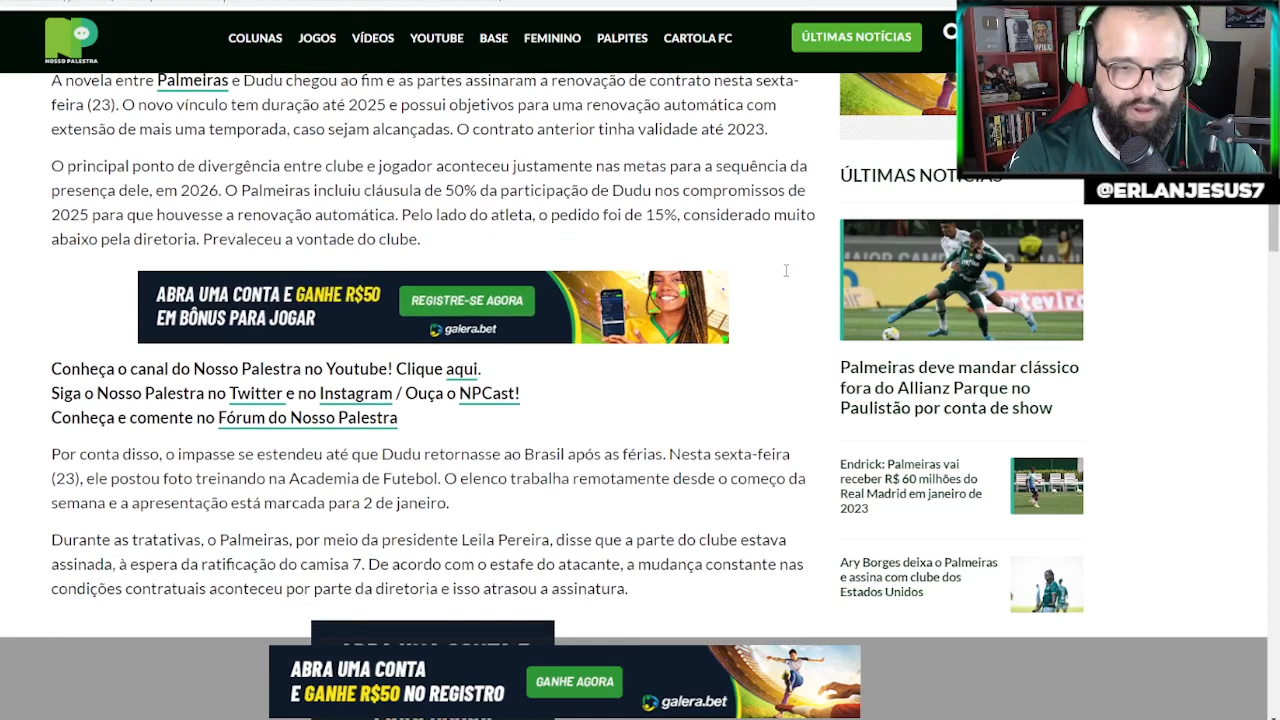 NP
NOSSO PALESTRA
COLUNAS JOGOS VÍDEOS YOUTUBE BASE FEMININO PALPITES CARTOLA FC
ÚLTIMAS NOTÍCIAS
@ERLANJESUS7
A novela entre Palmeiras e Dudu chegou ao fim e as partes assinaram a renovação de contrato nesta sexta-
feira (23). O novo vínculo tem duração até 2025 e possui objetivos para uma renovação automática com
extensão de mais uma temporada, caso sejam alcançadas. O contrato anterior tinha validade até 2023.
O principal ponto de divergência entre clube e jogador aconteceu justamente nas metas para a sequência da
presença dele, em 2026. O Palmeiras incluiu cláusula de 50% da participação de Dudu nos compromissos de
2025 para que houvesse a renovação automática. Pelo lado do atleta, o pedido foi de 15%, considerado muito
abaixo pela diretoria. Prevaleceu a vontade do clube.
ABRA UMA CONTA E GANHE R$50
EM BÔNUS PARA JOGAR
REGISTRE-SE AGORA
galera.bet
Conheça o canal do Nosso Palestra no Youtube! Clique aqui.
Siga o Nosso Palestra no Twitter e no Instagram / Ouça o NPCast!
Conheça e comente no Fórum do Nosso Palestra
Por conta disso, o impasse se estendeu até que Dudu retornasse ao Brasil após as férias. Nesta sexta-feira
(23), ele postou foto treinando na Academia de Futebol. O elenco trabalha remotamente desde o começo da
semana e a apresentação está marcada para 2 de janeiro.
Durante as tratativas, o Palmeiras, por meio da presidente Leila Pereira, disse que a parte do clube estava
assinada, à espera da ratificação do camisa 7. De acordo com o estafe do atacante, a mudança constante nas
condições contratuais aconteceu por parte da diretoria e isso atrasou a assinatura.
ÚLTIMAS NOTÍCIAS
Palmeiras deve mandar clássico
fora do Allianz Parque no
Paulistão por conta de show
Endrick: Palmeiras vai
receber R$ 60 milhões do
Real Madrid em janeiro de
2023
Ary Borges deixa o Palmeiras
e assina com clube dos
Estados Unidos
ABRA UMA CONTA
E GANHE R$50 NO REGISTRO
GANHE AGORA
galera.bet